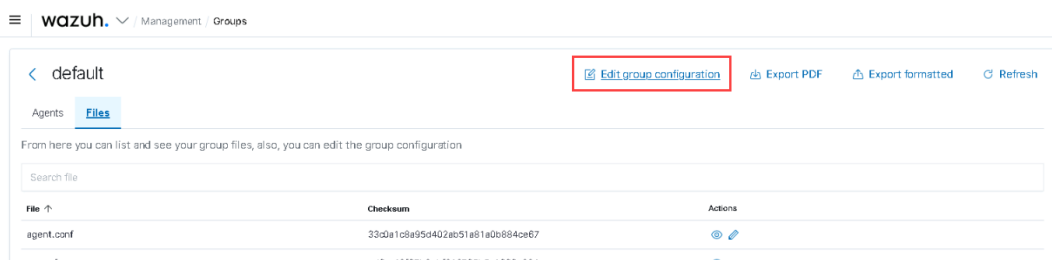 wazuh. / Management / Groups
default
Edit group configuration
Export PDF
Export formatted
Refresh
Agents
Files
From here you can list and see your group files, also, you can edit the group configuration
Search file
File ↑ Checksum Actions
agent.conf 33c0a1c8a95d402ab51a81a0b884ce67